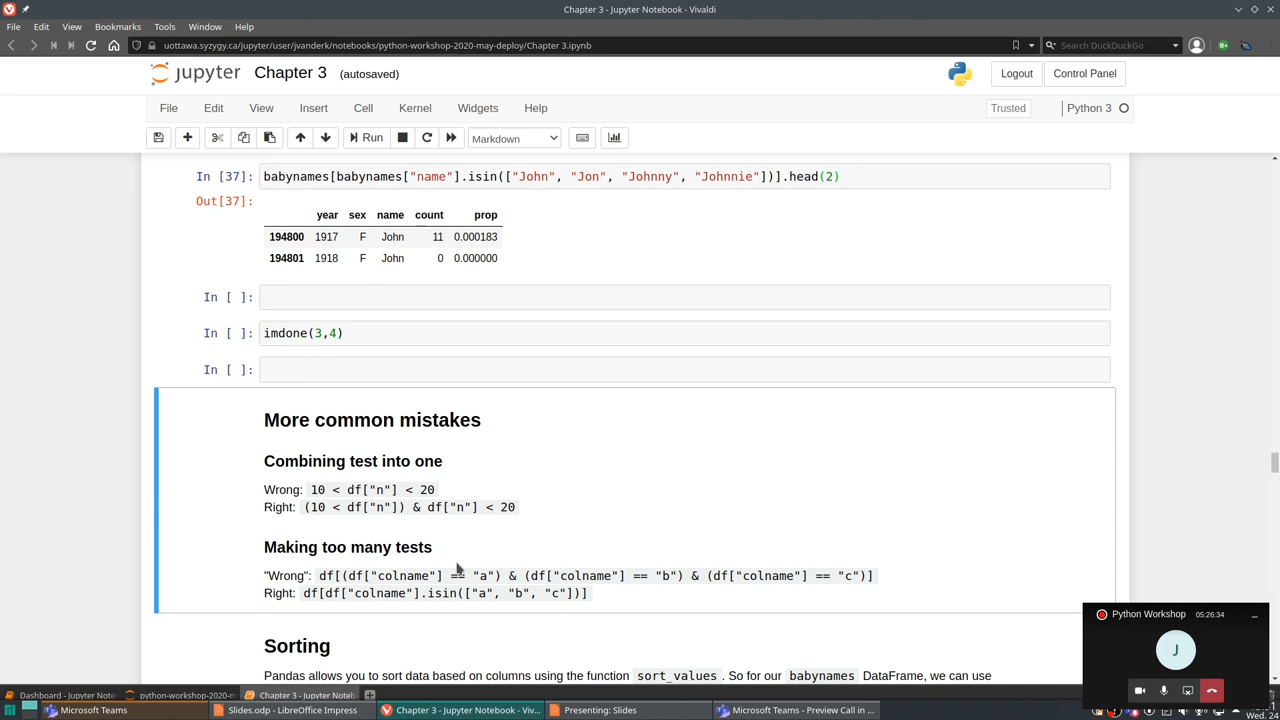 Chapter 3 - Jupyter Notebook - Vivaldi
File Edit View Bookmarks Tools Window Help
uottawa.syzygy.ca/jupyter/user/jvanderk/notebooks/python-workshop-2020-may-deploy/Chapter 3.ipynb
Search DuckDuckGo
jupyter Chapter 3 (autosaved)
Logout Control Panel
File Edit View Insert Cell Kernel Widgets Help
Trusted Python 3
Run Markdown
In [37]: babynames[babynames["name"].isin(["John", "Jon", "Johnny", "Johnnie"])].head(2)
Out[37]:
year sex name count prop
194800 1917 F John 11 0.000183
194801 1918 F John 0 0.000000
In [ ]:
In [ ]: imdone(3,4)
In [ ]:
More common mistakes
Combining test into one
Wrong: 10 < df["n"] < 20
Right: (10 < df["n"]) & df["n"] < 20
Making too many tests
"Wrong": df[(df["colname"] == "a") & (df["colname"] == "b") & (df["colname"] == "c")]
Right: df[df["colname"].isin(["a", "b", "c"])]
Python Workshop 05:26:34
J
Sorting
Pandas allows you to sort data based on columns using the function sort_values . So for our babynames DataFrame, we can use
Dashboard - Jupyter Note python-workshop-2020-m Chapter 3 - Jupyter Noteb
Microsoft Teams Slides.odp - LibreOffice Impress Chapter 3 - Jupyter Notebook - Viv... Presenting: Slides Microsoft Teams - Preview Call in ...
Wed. 24